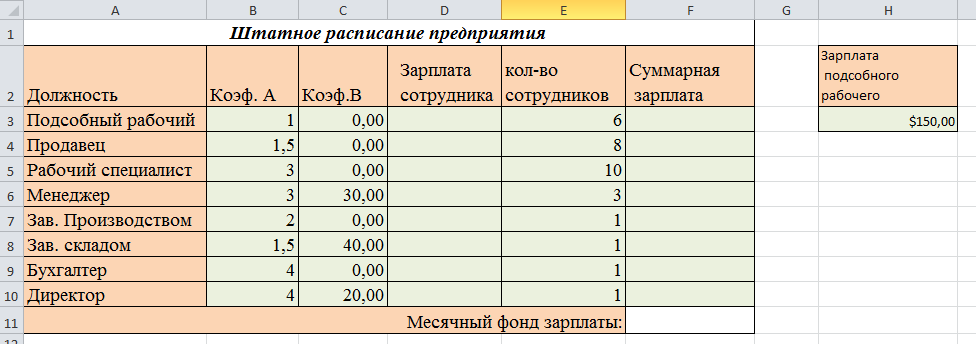 A B C D E F G H
1 Штатное расписание предприятия
Зарплата кол-во Суммарная Зарплата
подсобного
2 Должность Коэф. А Коэф.В сотрудника сотрудников зарплата рабочего
3 Подсобный рабочий 1 0,00 6 $150,00
4 Продавец 1,5 0,00 8
5 Рабочий специалист 3 0,00 10
6 Менеджер 3 30,00 3
7 Зав. Производством 2 0,00 1
8 Зав. складом 1,5 40,00 1
9 Бухгалтер 4 0,00 1
10 Директор 4 20,00 1
11 Месячный фонд зарплаты: